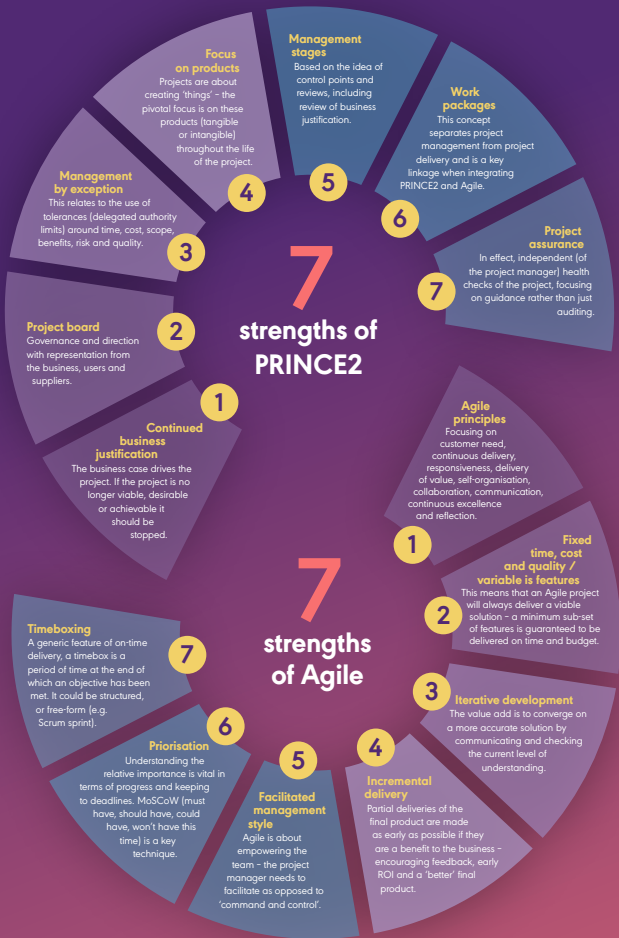 7
strengths of
PRINCE2
1
Continued
business
justification
The business case drives the
project. If the project is no
longer viable, desirable
or achievable it
should be
stopped.
2
Project board
Governance and direction
with representation from
the business, users and
suppliers.
3
Management
by exception
This relates to the use of
tolerances (delegated authority
limits) around time, cost, scope,
benefits, risk and quality.
4
Focus
on products
Projects are about
creating ‘things’ – the
pivotal focus is on these
products (tangible
or intangible)
throughout the life
of the project.
5
Management
stages
Based on the idea of
control points and
reviews, including
review of business
justification.
6
Work
packages
This concept
separates project
management from project
delivery and is a key
linkage when integrating
PRINCE2 and Agile.
7
Project
assurance
In effect, independent (of
the project manager) health
checks of the project, focusing
on guidance rather than just
auditing.
7
strengths
of Agile
1
Agile
principles
Focusing on
customer need,
continuous delivery,
responsiveness, delivery
of value, self-organisation,
collaboration, communication,
continuous excellence
and reflection.
2
Fixed
time, cost
and quality /
variable is features
This means that an Agile project
will always deliver a viable
solution – a minimum sub-set
of features is guaranteed to be
delivered on time and budget.
3
Iterative development
The value add is to converge on
a more accurate solution by
communicating and checking
the current level of
understanding.
4
Incremental
delivery
Partial deliveries of the
final product are made
as early as possible if they
are a benefit to the business –
encouraging feedback, early
ROI and a ‘better’ final
product.
5
Facilitated
management
style
Agile is about
empowering the
team – the project
manager needs to
facilitate as opposed to
‘command and control’.
6
Priorisation
Understanding the
relative importance is vital in
terms of progress and keeping
to deadlines. MoSCoW (must
have, should have, could
have, won’t have this
time) is a key
technique.
7
Timeboxing
A generic feature of on-time
delivery, a timebox is a
period of time at the end of
which an objective has been
met. It could be structured,
or free-form (e.g.
Scrum sprint).